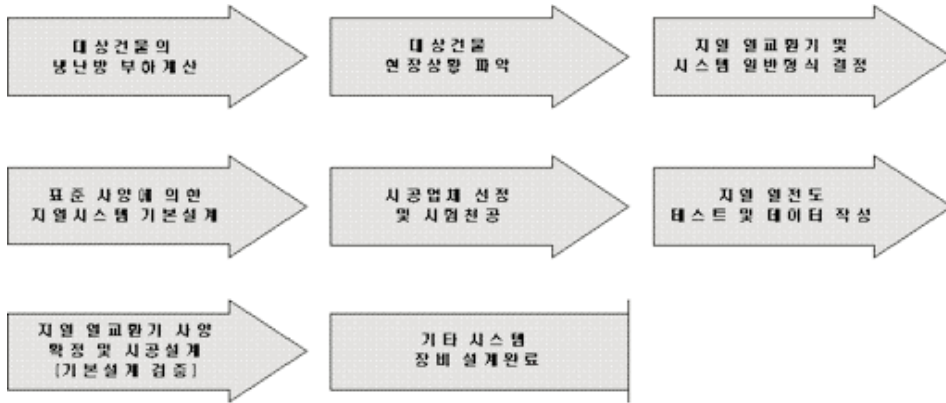 대상건물의
냉난방 부하계산
대상건물
현장상황 파악
지열 열교환기 및
시스템 일반형식 결정
표준 사양에 의한
지열시스템 기본설계
시공업체 선정
및 시험천공
지열 열전도
테스트 및 데이터 작성
지열 열교환기 사양
확정 및 시공설계
[기본설계 검증]
기타 시스템
장비 설계완료